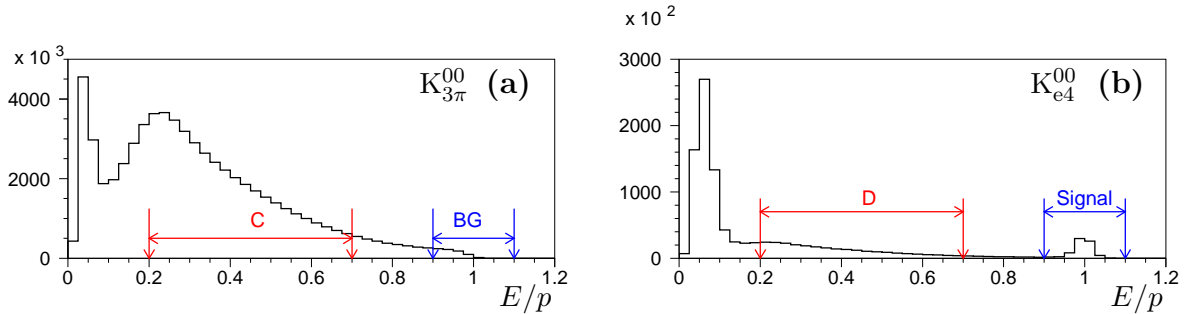 x 10^3
4000
2000
0
0 0.2 0.4 0.6 0.8 1 1.2
E/p
K^{00}_{3π} (a)
C
BG
x 10^2
3000
2000
1000
0
0 0.2 0.4 0.6 0.8 1 1.2
E/p
K^{00}_{e4} (b)
D
Signal